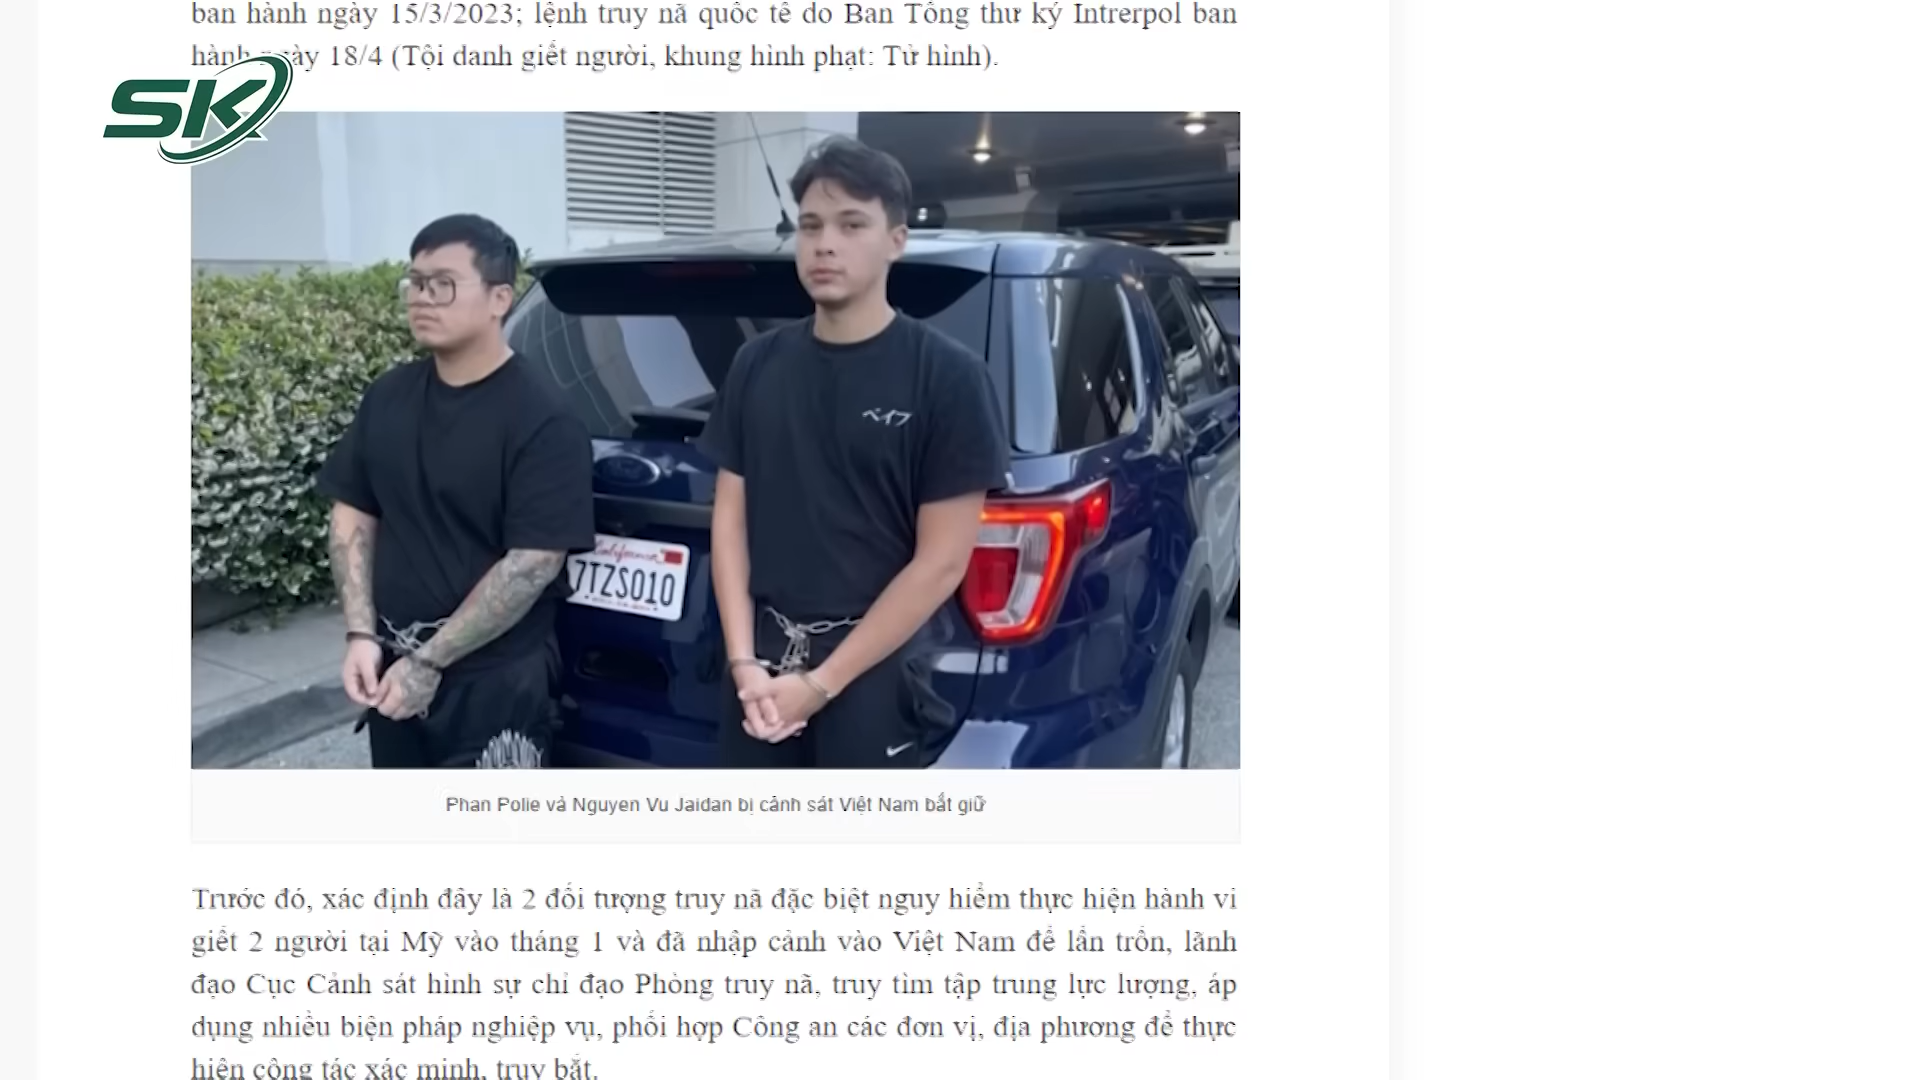 ban hành ngày 15/3/2023; lệnh truy nã quốc tế do Ban Tổng thư ký Intrerpol ban
hành ngày 18/4 (Tội danh giết người, khung hình phạt: Tử hình).
SK
ペイフ
California
7TZS010
Phan Polie và Nguyen Vu Jaidan bị cảnh sát Việt Nam bắt giữ
Trước đó, xác định đây là 2 đối tượng truy nã đặc biệt nguy hiểm thực hiện hành vi
giết 2 người tại Mỹ vào tháng 1 và đã nhập cảnh vào Việt Nam để lẩn trốn, lãnh
đạo Cục Cảnh sát hình sự chỉ đạo Phòng truy nã, truy tìm tập trung lực lượng, áp
dụng nhiều biện pháp nghiệp vụ, phối hợp Công an các đơn vị, địa phương để thực
hiện công tác xác minh, truy bắt.